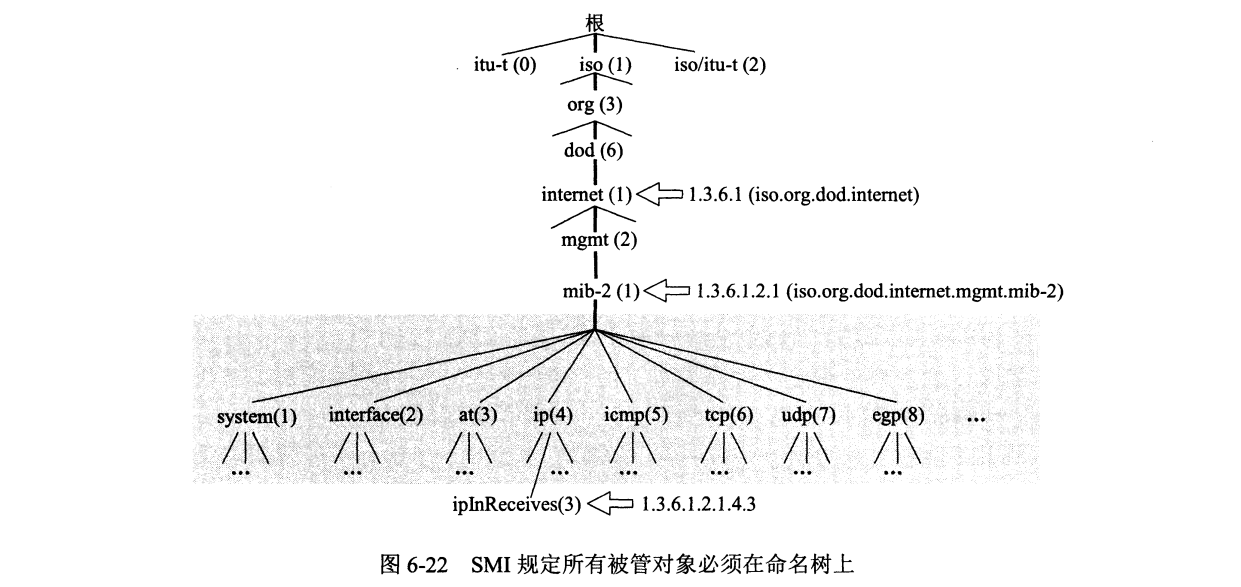 根
itu-t (0) iso (1) iso/itu-t (2)
org (3)
dod (6)
internet (1) 1.3.6.1 (iso.org.dod.internet)
mgmt (2)
mib-2 (1) 1.3.6.1.2.1 (iso.org.dod.internet.mgmt.mib-2)
system(1) interface(2) at(3) ip(4) icmp(5) tcp(6) udp(7) egp(8) ...
... ... ... ... ... ... ... ...
ipInReceives(3) 1.3.6.1.2.1.4.3
图 6-22 SMI 规定所有被管对象必须在命名树上